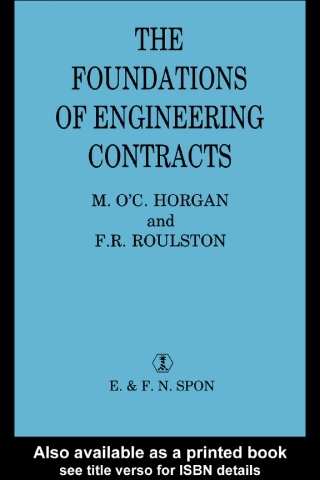 THE
FOUNDATIONS
OF ENGINEERING
CONTRACTS
M. O'C. HORGAN
and
F.R. ROULSTON
E. & F. N. SPON
Also available as a printed book
see title verso for ISBN details